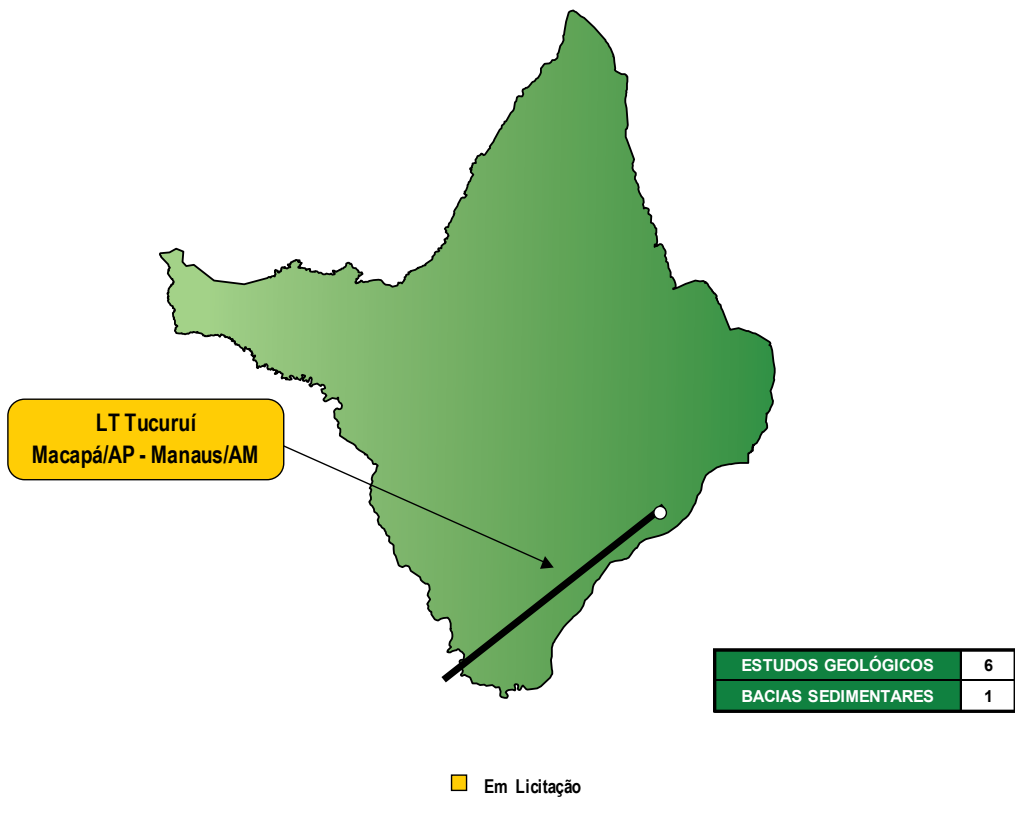 LT Tucuruí
Macapá/AP - Manaus/AM
ESTUDOS GEOLÓGICOS 6
BACIAS SEDIMENTARES 1
Em Licitação